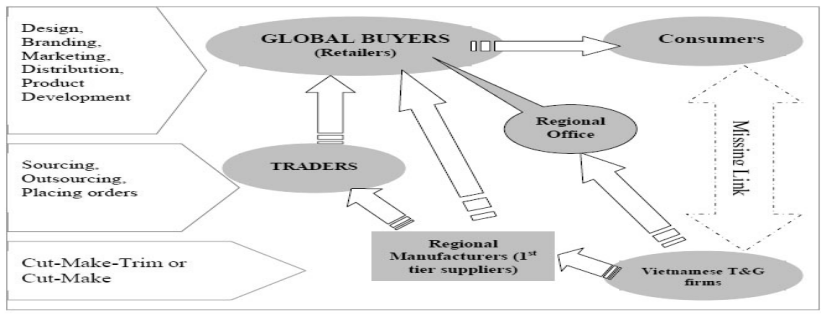 Design,
Branding,
Marketing,
Distribution,
Product
Development
GLOBAL BUYERS
(Retailers)
Consumers
Regional
Office
Missing Link
Sourcing,
Outsourcing,
Placing orders
TRADERS
Cut-Make-Trim or
Cut-Make
Regional
Manufacturers (1st
tier suppliers)
Vietnamese T&G
firms